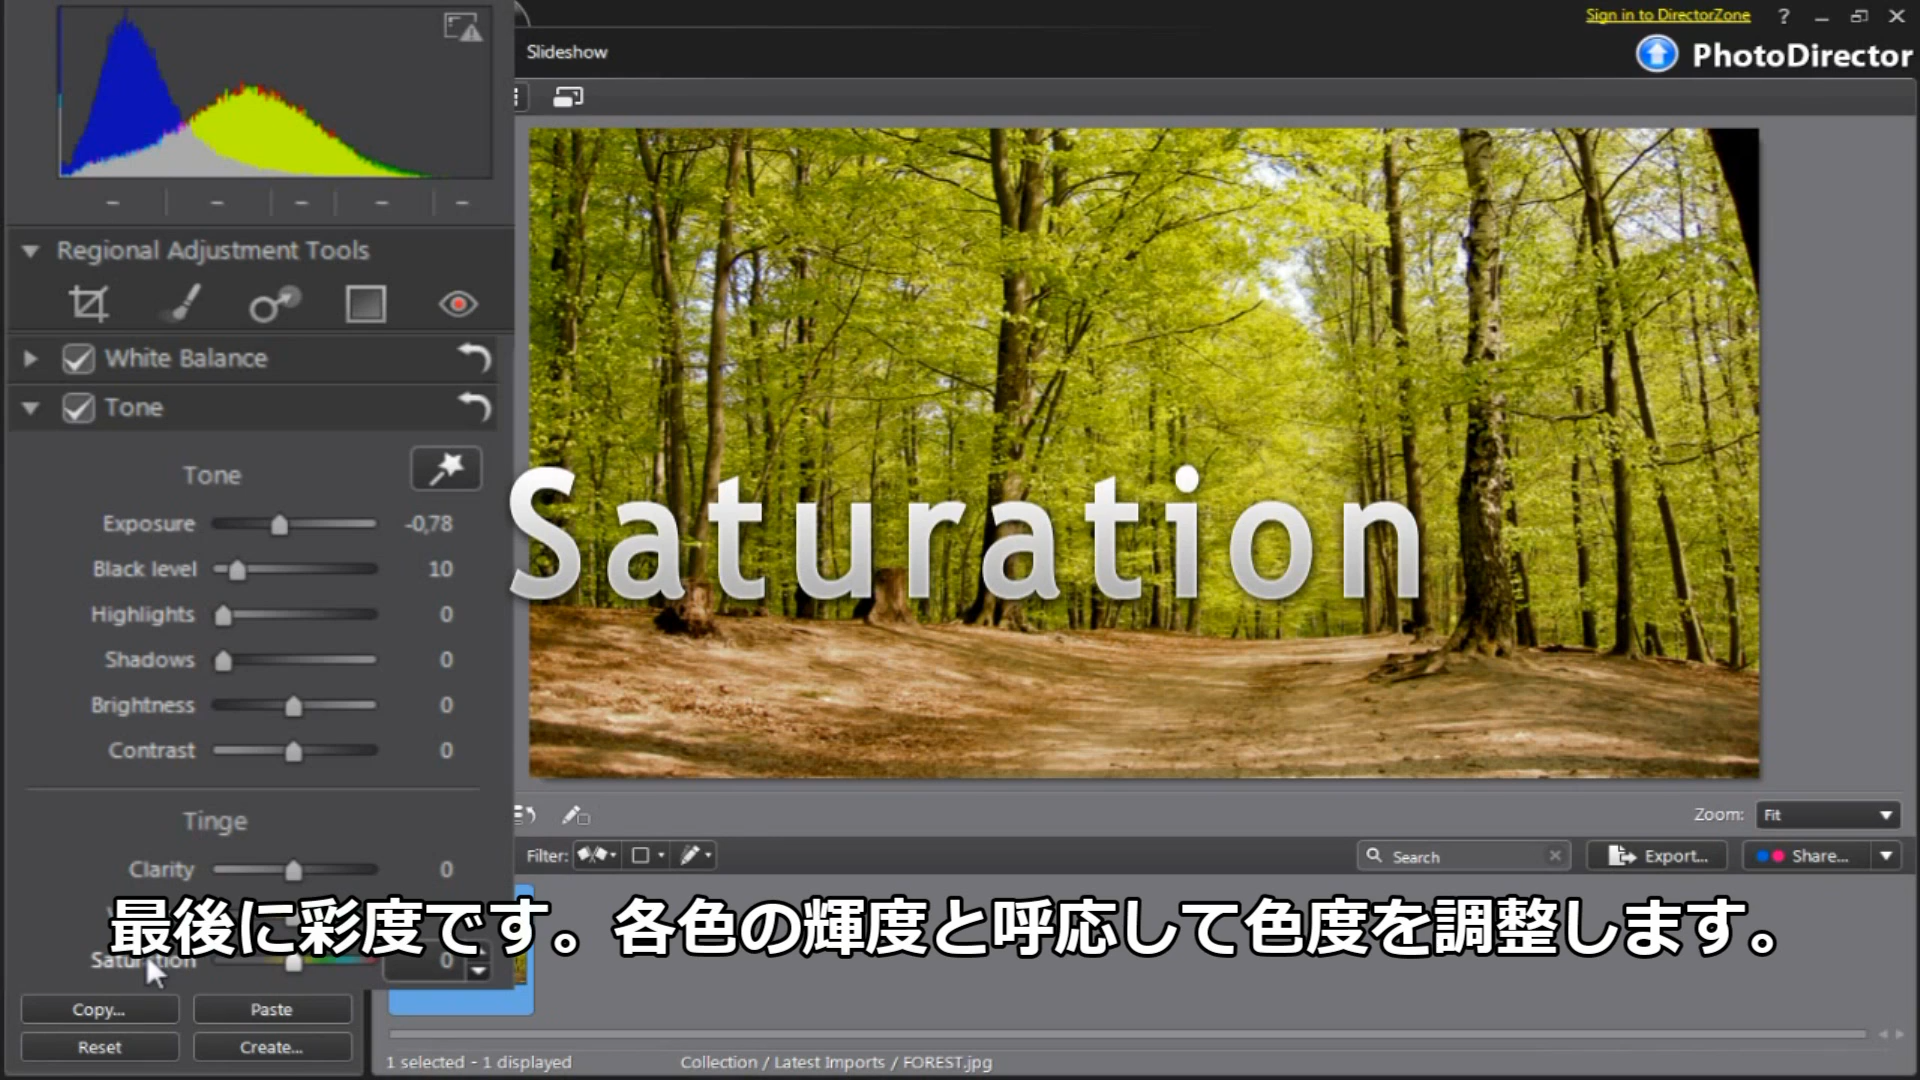 Sign in to DirectorZone
?
Slideshow
PhotoDirector
Regional Adjustment Tools
White Balance
Tone
Tone
Exposure -0,78
Black level 10
Highlights 0
Shadows 0
Brightness 0
Contrast 0
Saturation
Tinge
Zoom: Fit
Filter:
Search
Export...
Share...
Clarity 0
最後に彩度です。各色の輝度と呼応して色度を調整します。
Saturation 0
Copy...
Paste
Reset
Create...
1 selected - 1 displayed
Collection / Latest Imports / FOREST.jpg